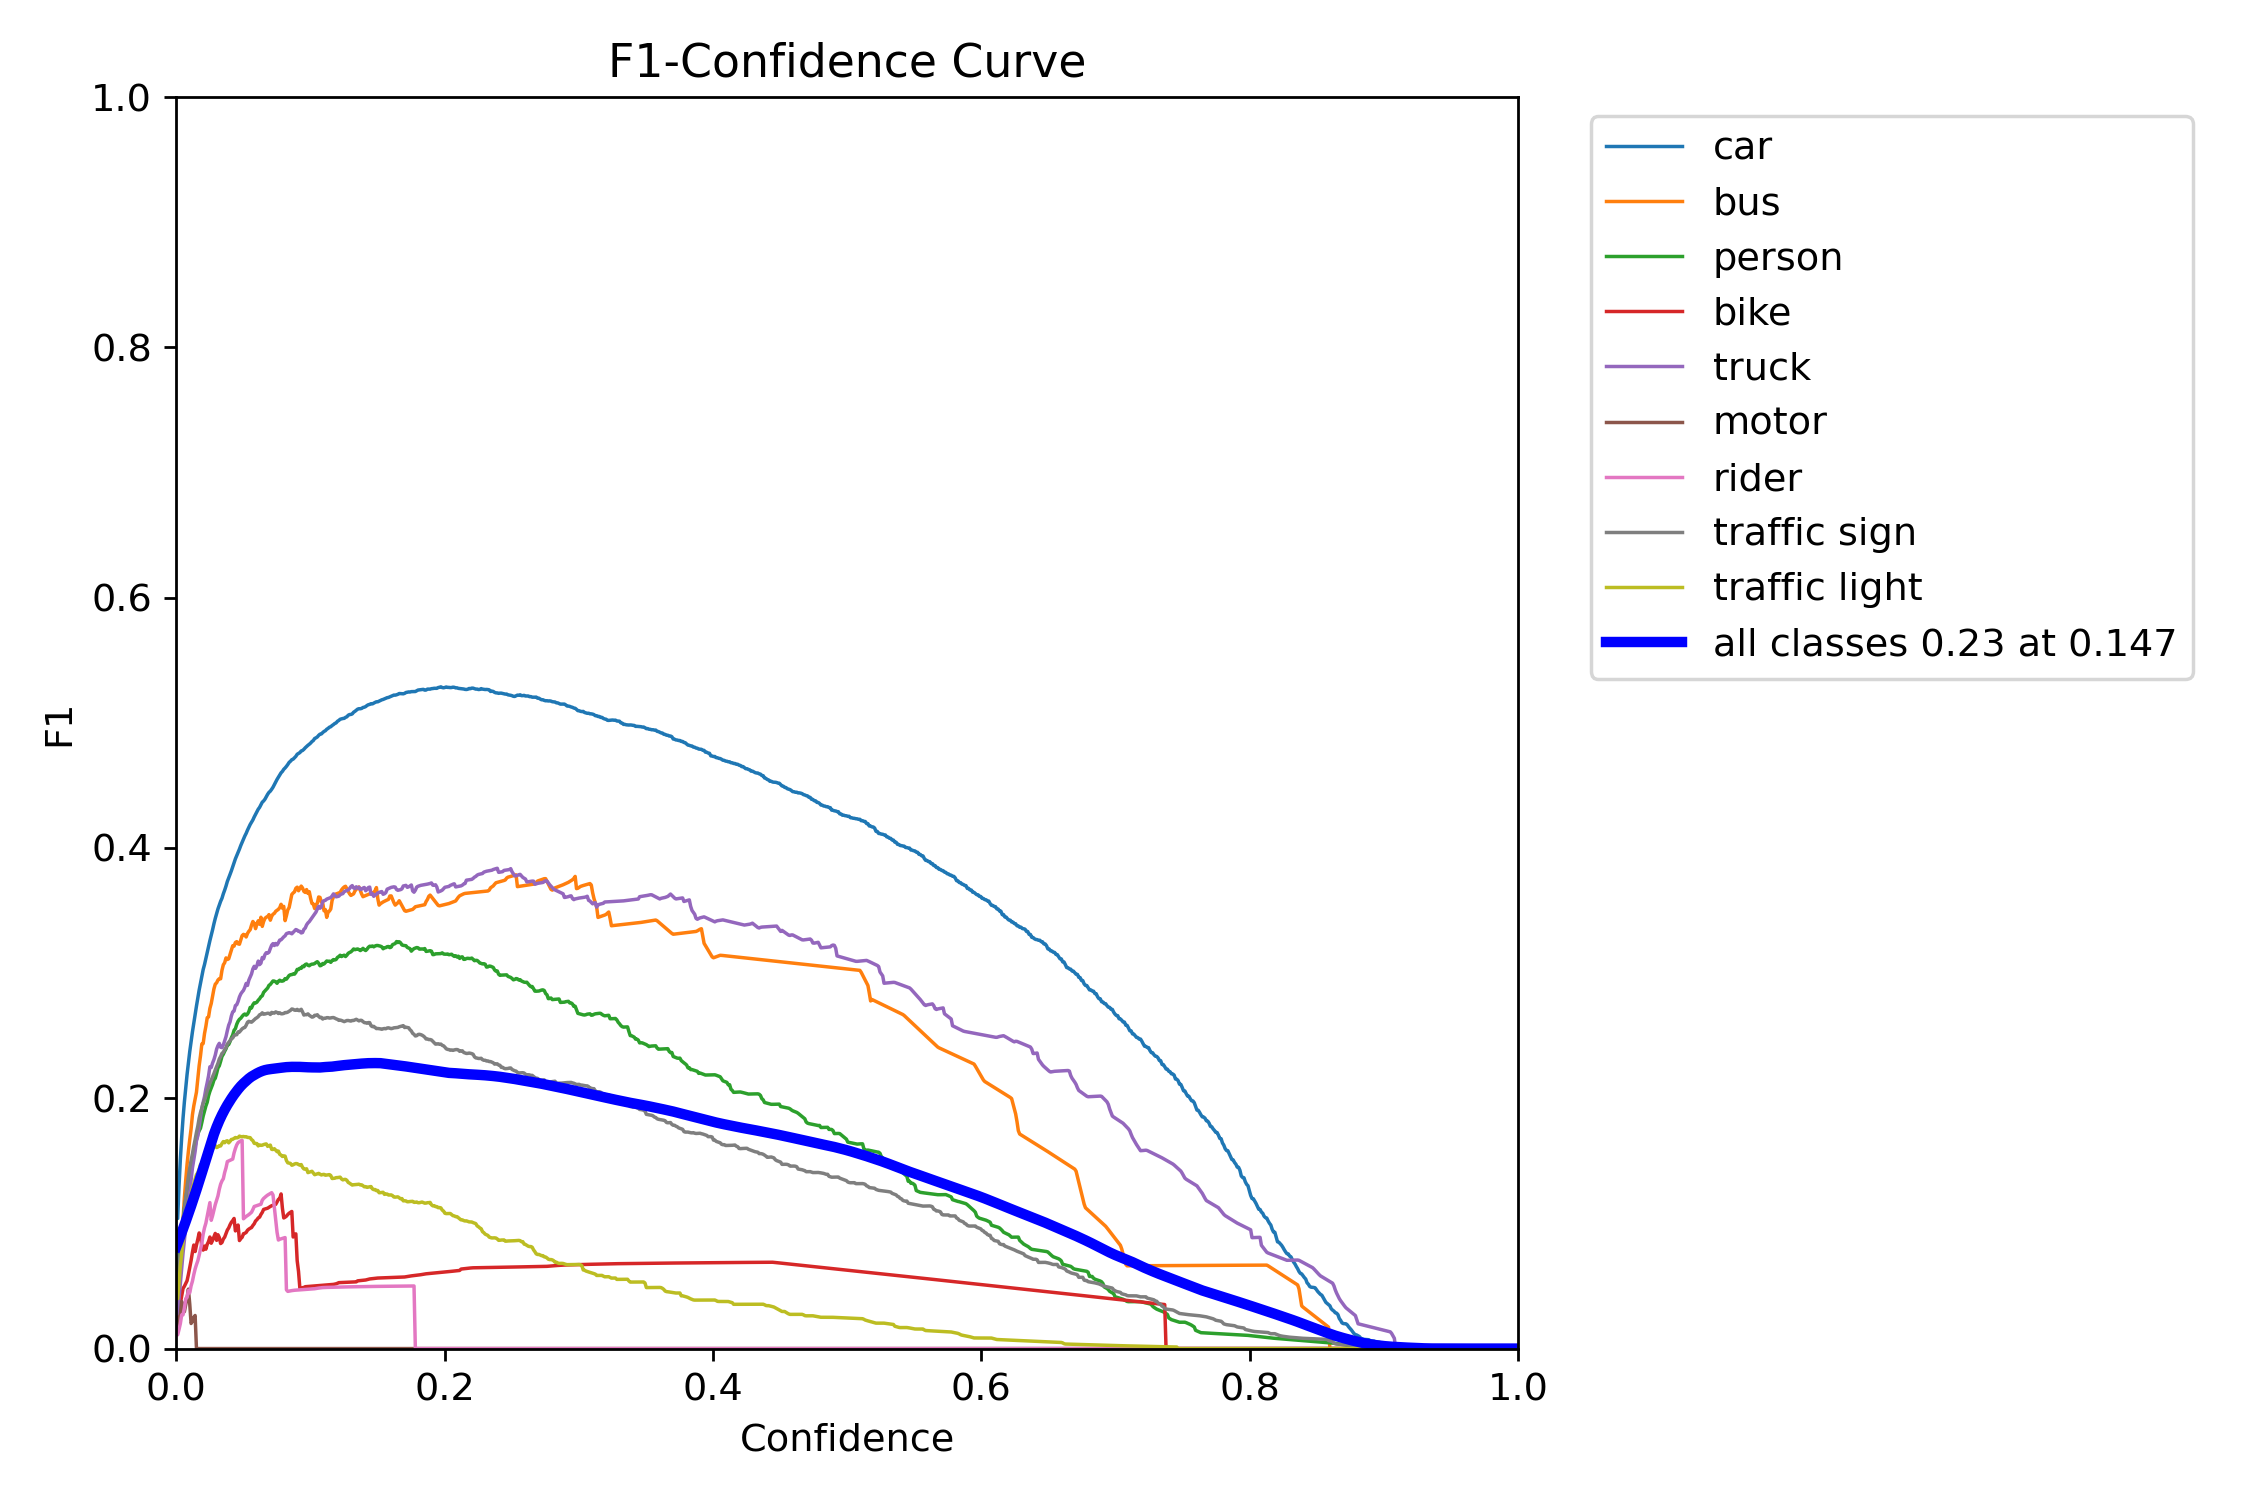 F1-Confidence Curve
1.0
0.8
0.6
0.4
0.2
0.0
F1
0.0 0.2 0.4 0.6 0.8 1.0
Confidence
car
bus
person
bike
truck
motor
rider
traffic sign
traffic light
all classes 0.23 at 0.147